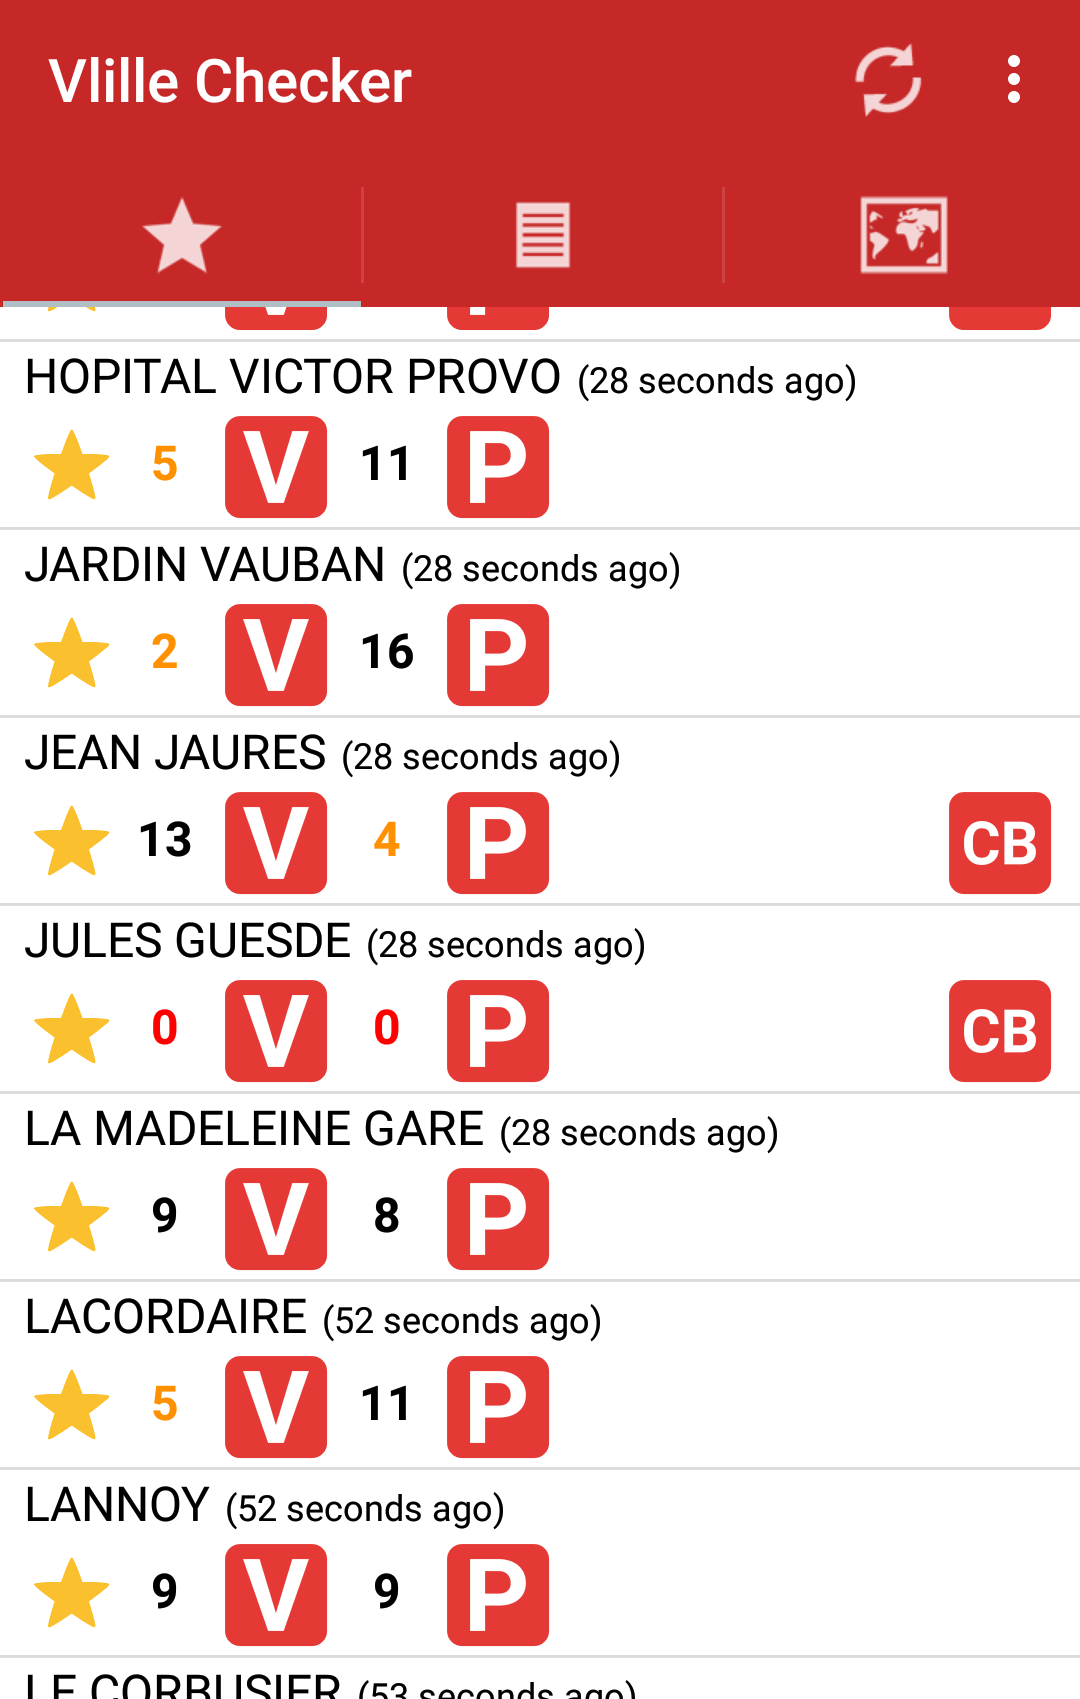 Vlille Checker
HOPITAL VICTOR PROVO (28 seconds ago)
5 V 11 P
JARDIN VAUBAN (28 seconds ago)
2 V 16 P
JEAN JAURES (28 seconds ago)
13 V 4 P CB
JULES GUESDE (28 seconds ago)
0 V 0 P CB
LA MADELEINE GARE (28 seconds ago)
9 V 8 P
LACORDAIRE (52 seconds ago)
5 V 11 P
LANNOY (52 seconds ago)
9 V 9 P
LE CORBUSIER (53 seconds ago)